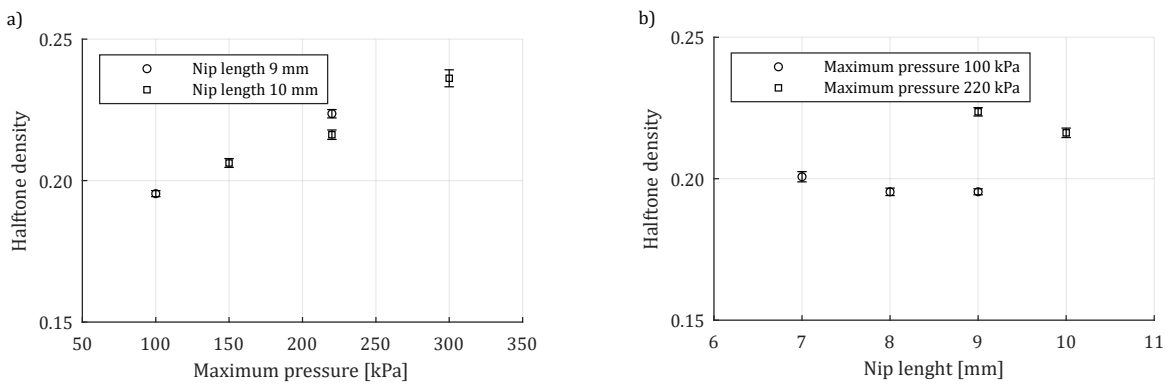 a)
0.25
0.20
0.15
Halftone density
Nip length 9 mm
Nip length 10 mm
50
100
150
200
250
300
350
Maximum pressure [kPa]
b)
0.25
0.20
0.15
Halftone density
Maximum pressure 100 kPa
Maximum pressure 220 kPa
6
7
8
9
10
11
Nip lenght [mm]